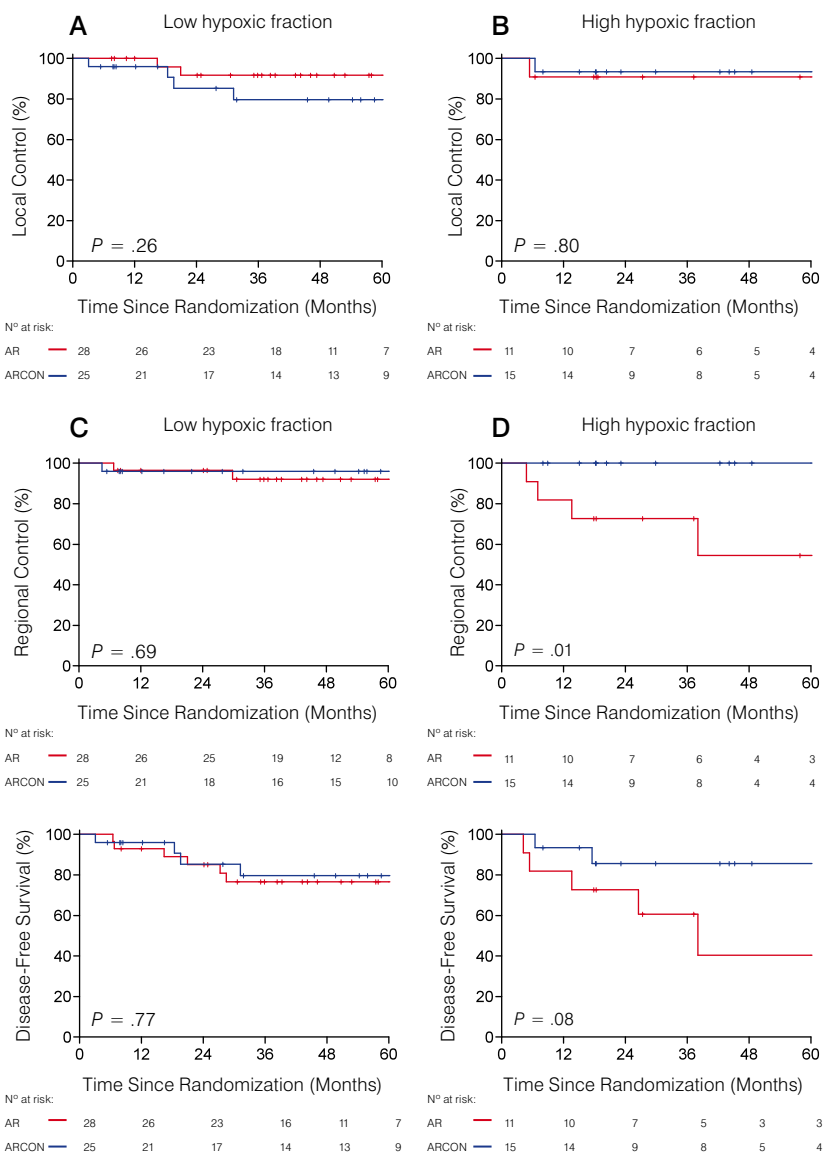 A Low hypoxic fraction
Local Control (%)
100
80
60
40
20
0
P = .26
0 12 24 36 48 60
Time Since Randomization (Months)
Nº at risk:
AR 28 26 23 18 11 7
ARCON 25 21 17 14 13 9
B High hypoxic fraction
Local Control (%)
100
80
60
40
20
0
P = .80
0 12 24 36 48 60
Time Since Randomization (Months)
Nº at risk:
AR 11 10 7 6 5 4
ARCON 15 14 9 8 5 4
C Low hypoxic fraction
Regional Control (%)
100
80
60
40
20
0
P = .69
0 12 24 36 48 60
Time Since Randomization (Months)
Nº at risk:
AR 28 26 25 19 12 8
ARCON 25 21 18 16 15 10
D High hypoxic fraction
Regional Control (%)
100
80
60
40
20
0
P = .01
0 12 24 36 48 60
Time Since Randomization (Months)
Nº at risk:
AR 11 10 7 6 4 3
ARCON 15 14 9 8 4 4
Disease-Free Survival (%)
100
80
60
40
20
0
P = .77
0 12 24 36 48 60
Time Since Randomization (Months)
Nº at risk:
AR 28 26 23 16 11 7
ARCON 25 21 17 14 13 9
Disease-Free Survival (%)
100
80
60
40
20
0
P = .08
0 12 24 36 48 60
Time Since Randomization (Months)
Nº at risk:
AR 11 10 7 5 3 3
ARCON 15 14 9 8 5 4